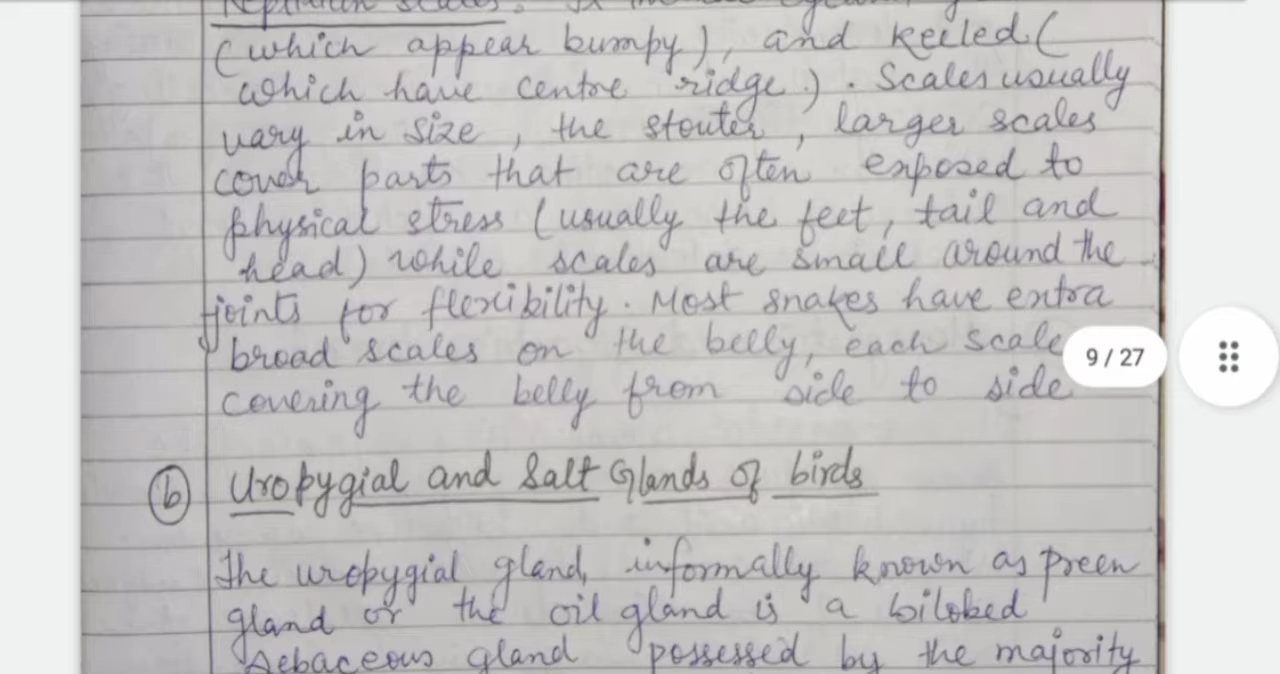 Reptilian scales.
(which appear bumpy), and keeled (
which have centre ridge). Scales usually
vary in size, the stouter, larger scales
cover parts that are often exposed to
physical stress (usually the feet, tail and
head) while scales are small around the
joints for flexibility. Most snakes have extra
broad scales on the belly, each scale
9 / 27
covering the belly from side to side
(b) Uropygial and Salt Glands of birds
The uropygial gland, informally known as preen
gland or the oil gland is a bilobed
sebaceous gland possessed by the majority